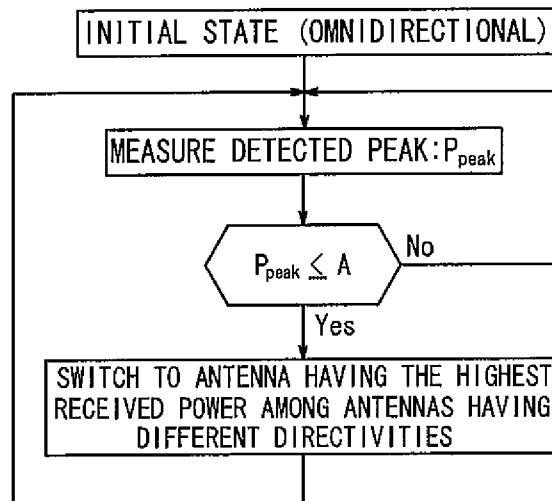 INITIAL STATE (OMNIDIRECTIONAL)
MEASURE DETECTED PEAK:Ppeak
Ppeak ≤ A
No
Yes
SWITCH TO ANTENNA HAVING THE HIGHEST
RECEIVED POWER AMONG ANTENNAS HAVING
DIFFERENT DIRECTIVITIES